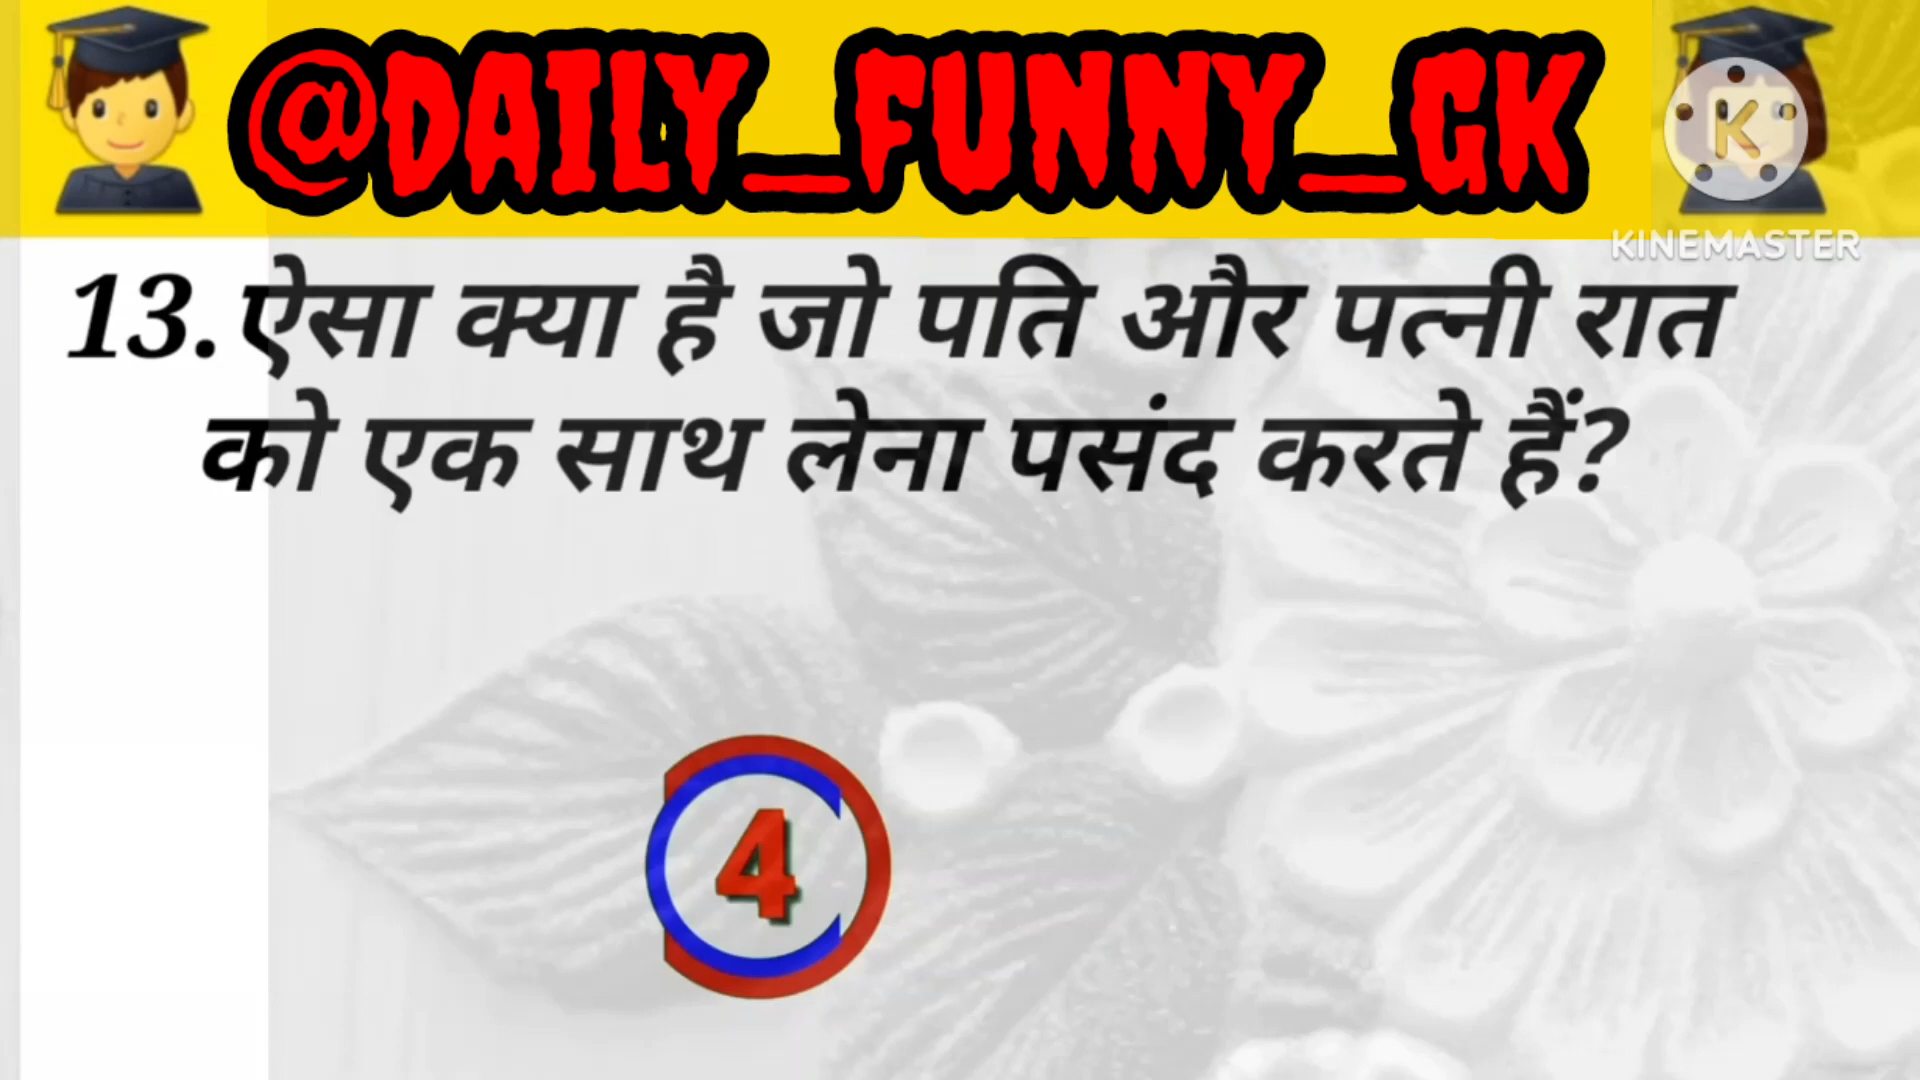 @DAILY_FUNNY_GK
K
KINEMASTER
13. ऐसा क्या है जो पति और पत्नी रात
को एक साथ लेना पसंद करते हैं?
4